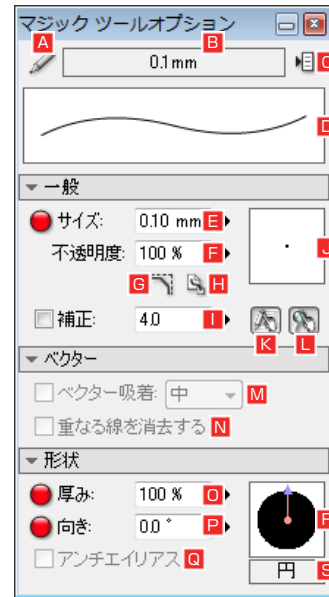 マジック ツールオプション
A
B
0.1mm
C
D
一般
サイズ: 0.10 mm E
不透明度: 100 % F
J
G H
補正: 4.0 I
K L
ベクター
ベクター吸着: 中 M
重なる線を消去する N
形状
厚み: 100 % O
向き: 0.0 ° P
R
アンチエイリアス Q
円 S